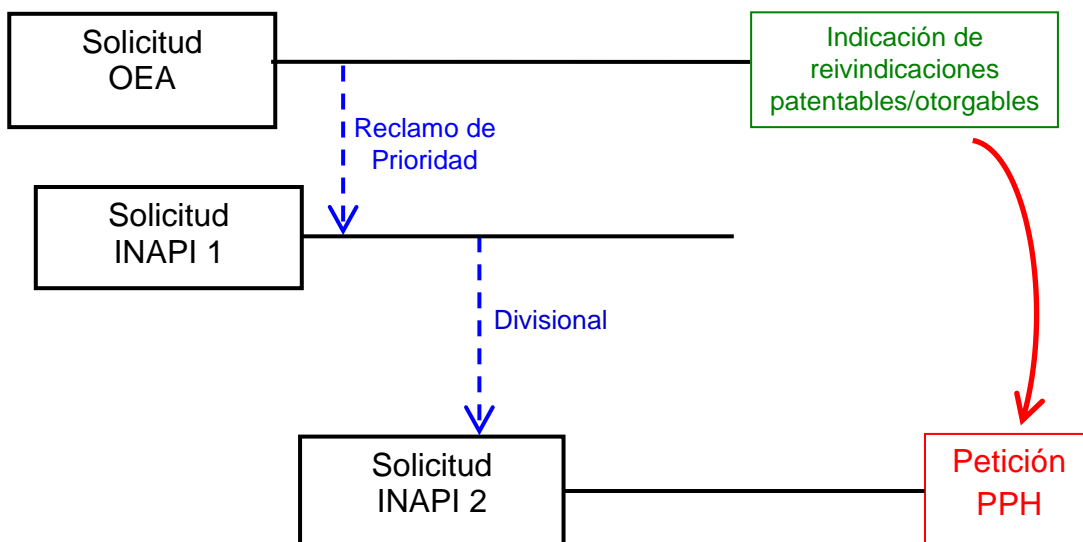 Solicitud
OEA
Indicación de
reivindicaciones
patentables/otorgables
Reclamo de
Prioridad
Solicitud
INAPI 1
Divisional
Solicitud
INAPI 2
Petición
PPH